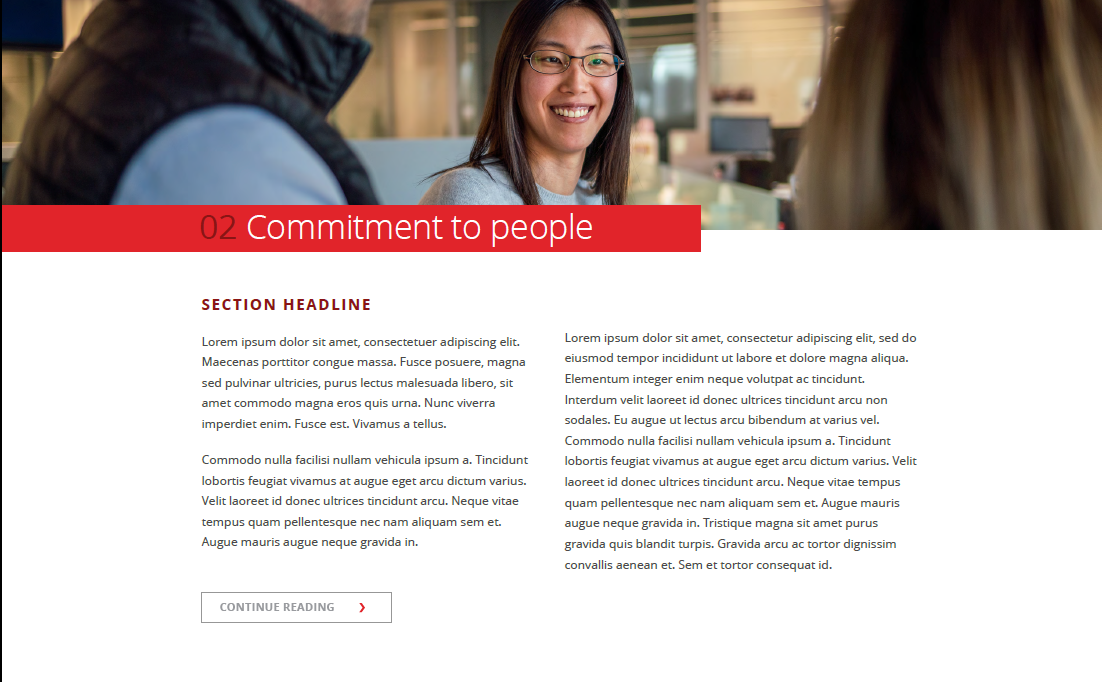 02 Commitment to people
SECTION HEADLINE
Lorem ipsum dolor sit amet, consectetuer adipiscing elit.
Maecenas porttitor congue massa. Fusce posuere, magna
sed pulvinar ultricies, purus lectus malesuada libero, sit
amet commodo magna eros quis urna. Nunc viverra
imperdiet enim. Fusce est. Vivamus a tellus.
Commodo nulla facilisi nullam vehicula ipsum a. Tincidunt
lobortis feugiat vivamus at augue eget arcu dictum varius.
Velit laoreet id donec ultrices tincidunt arcu. Neque vitae
tempus quam pellentesque nec nam aliquam sem et.
Augue mauris augue neque gravida in.
CONTINUE READING
Lorem ipsum dolor sit amet, consectetur adipiscing elit, sed do
eiusmod tempor incididunt ut labore et dolore magna aliqua.
Elementum integer enim neque volutpat ac tincidunt.
Interdum velit laoreet id donec ultrices tincidunt arcu non
sodales. Eu augue ut lectus arcu bibendum at varius vel.
Commodo nulla facilisi nullam vehicula ipsum a. Tincidunt
lobortis feugiat vivamus at augue eget arcu dictum varius. Velit
laoreet id donec ultrices tincidunt arcu. Neque vitae tempus
quam pellentesque nec nam aliquam sem et. Augue mauris
augue neque gravida in. Tristique magna sit amet purus
gravida quis blandit turpis. Gravida arcu ac tortor dignissim
convallis aenean et. Sem et tortor consequat id.